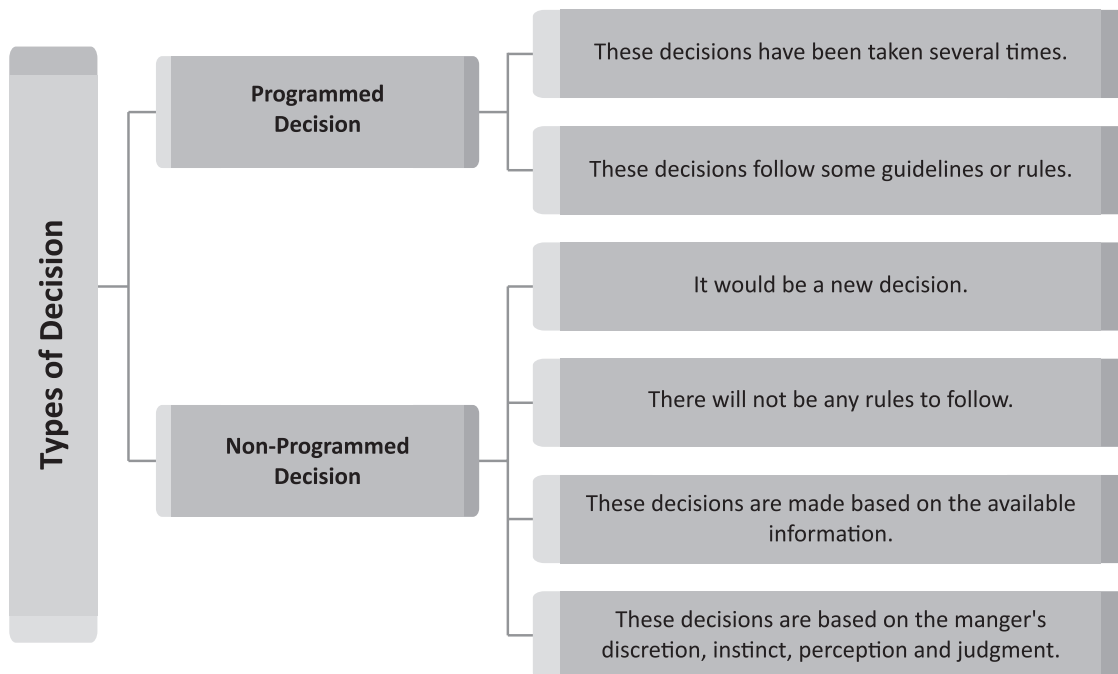 Types of Decision
Programmed
Decision
These decisions have been taken several times.
These decisions follow some guidelines or rules.
Non-Programmed
Decision
It would be a new decision.
There will not be any rules to follow.
These decisions are made based on the available
information.
These decisions are based on the manger's
discretion, instinct, perception and judgment.